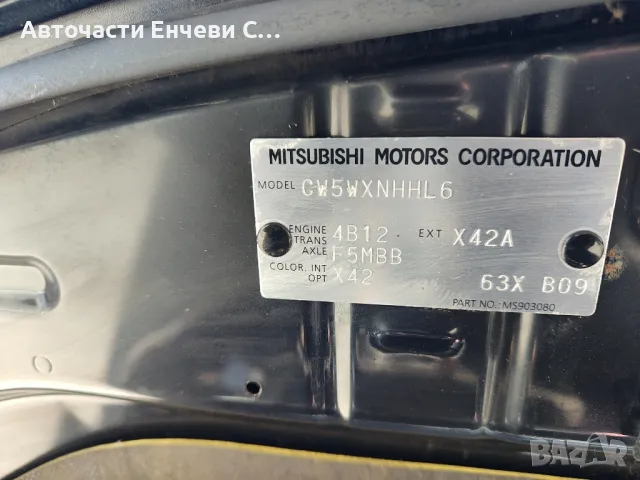 Авточасти Енчеви С...
MITSUBISHI MOTORS CORPORATION
MODEL CW5WXNHHL6
ENGINE 4B12 EXT X42A
TRANS
AXLE F5MBB
COLOR. INT X42
OPT 63X B09
PART NO.: MS903080
BAZAR